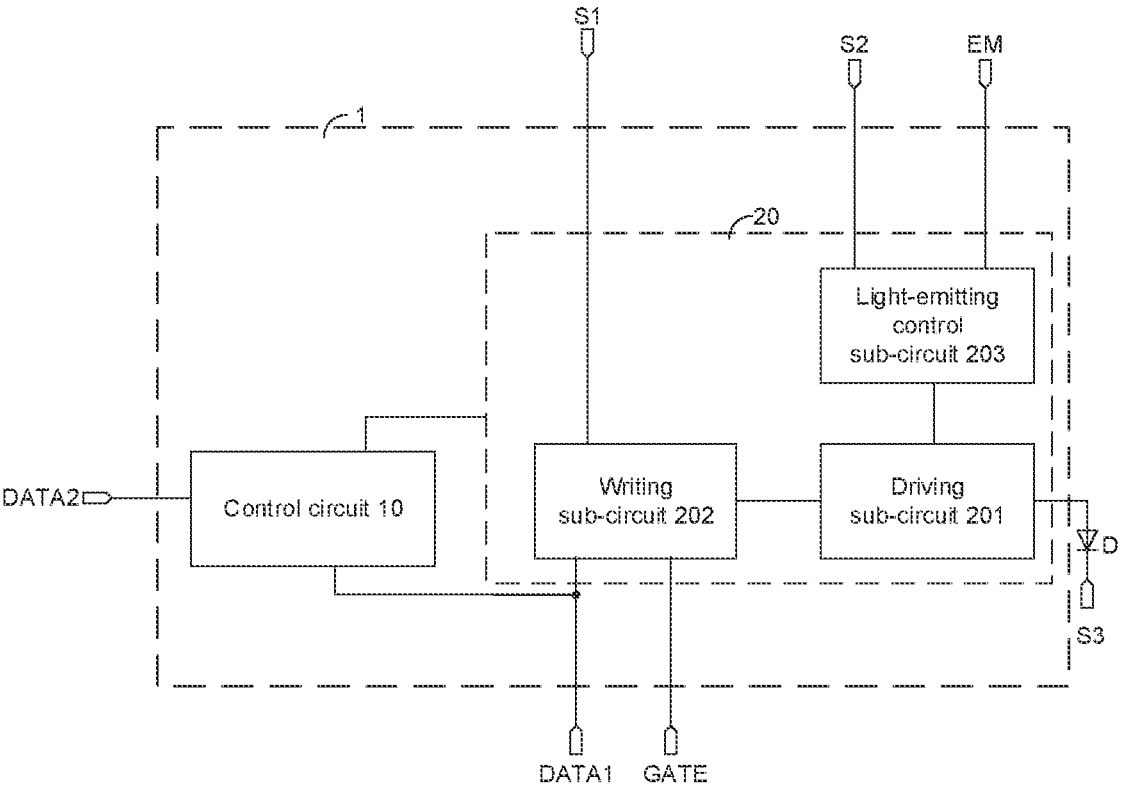 S1
S2
EM
1
20
Light-emitting
control
sub-circuit 203
DATA2
Control circuit 10
Writing
sub-circuit 202
Driving
sub-circuit 201
D
S3
DATA1
GATE